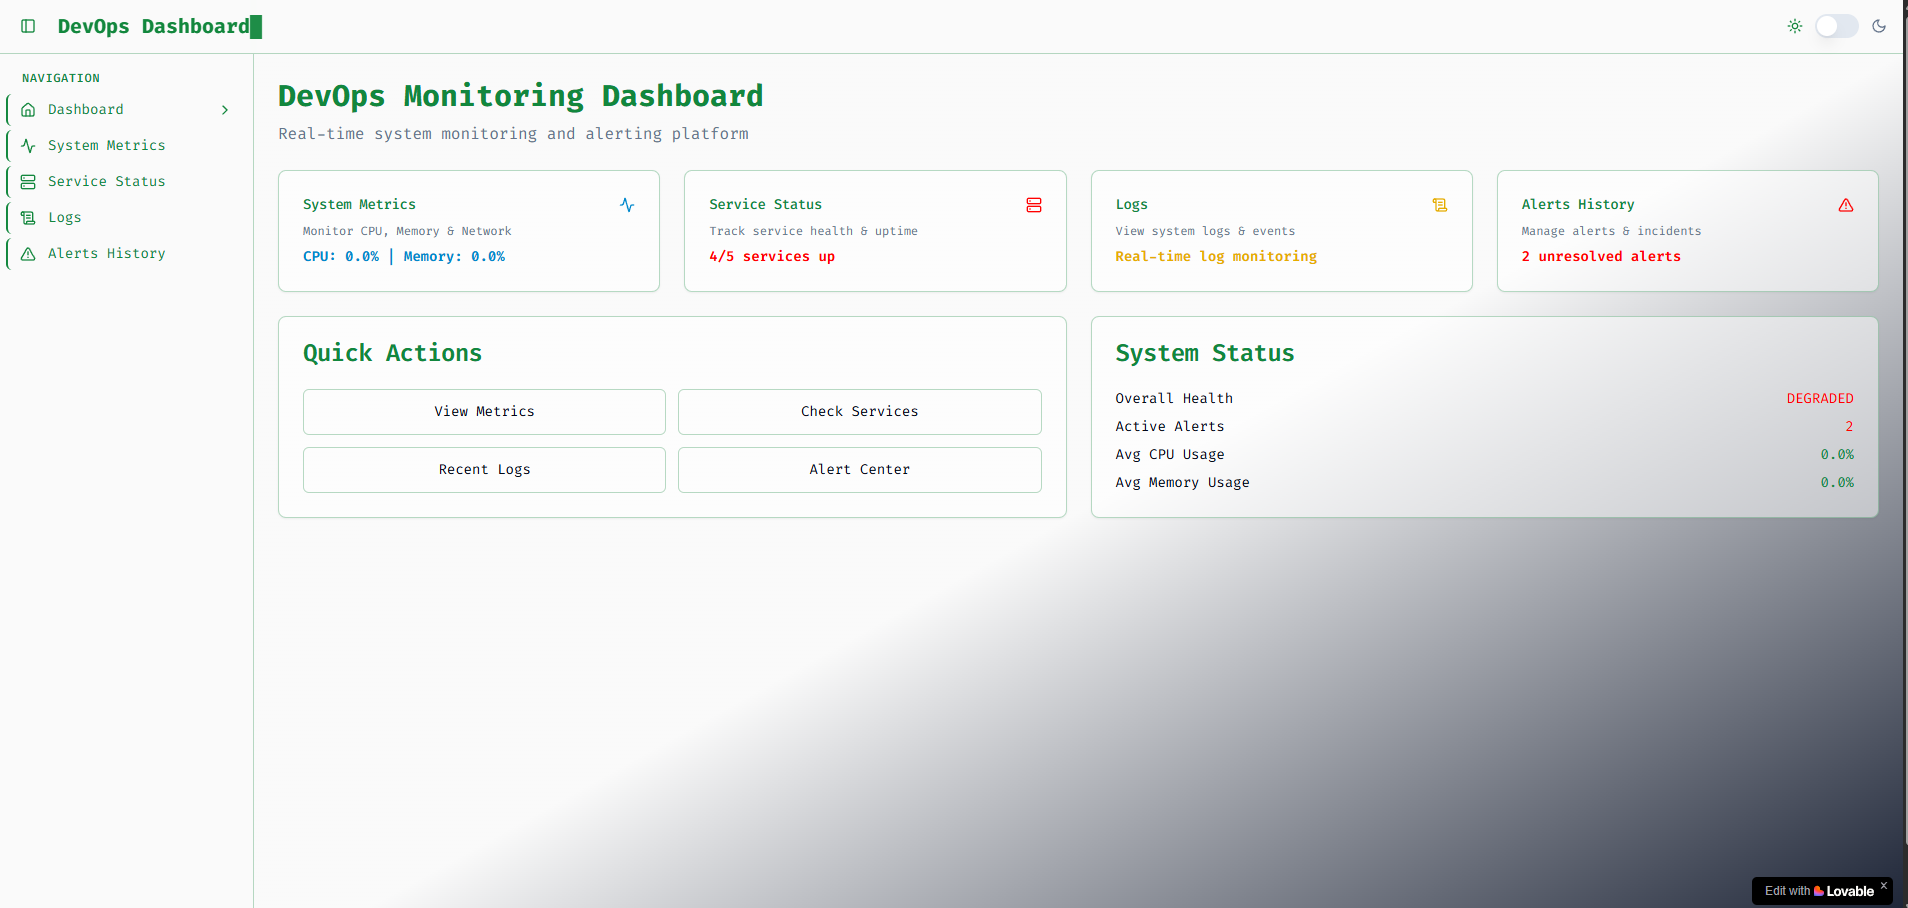 DevOps Dashboard
NAVIGATION
Dashboard
System Metrics
Service Status
Logs
Alerts History
DevOps Monitoring Dashboard
Real-time system monitoring and alerting platform
System Metrics
Monitor CPU, Memory & Network
CPU: 0.0% | Memory: 0.0%
Service Status
Track service health & uptime
4/5 services up
Logs
View system logs & events
Real-time log monitoring
Alerts History
Manage alerts & incidents
2 unresolved alerts
Quick Actions
View Metrics
Check Services
Recent Logs
Alert Center
System Status
Overall Health DEGRADED
Active Alerts 2
Avg CPU Usage 0.0%
Avg Memory Usage 0.0%
Edit with Lovable x